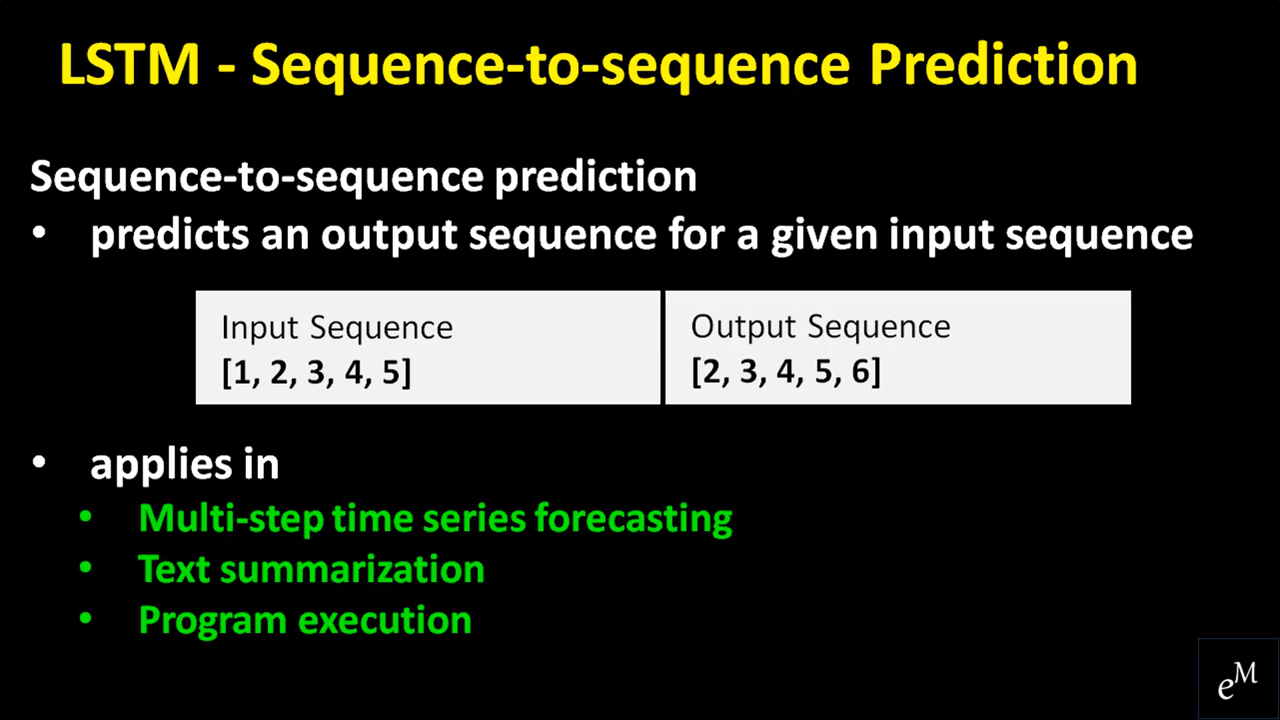 LSTM - Sequence-to-sequence Prediction
Sequence-to-sequence prediction
• predicts an output sequence for a given input sequence
Input Sequence
[1, 2, 3, 4, 5]
Output Sequence
[2, 3, 4, 5, 6]
• applies in
• Multi-step time series forecasting
• Text summarization
• Program execution
eM